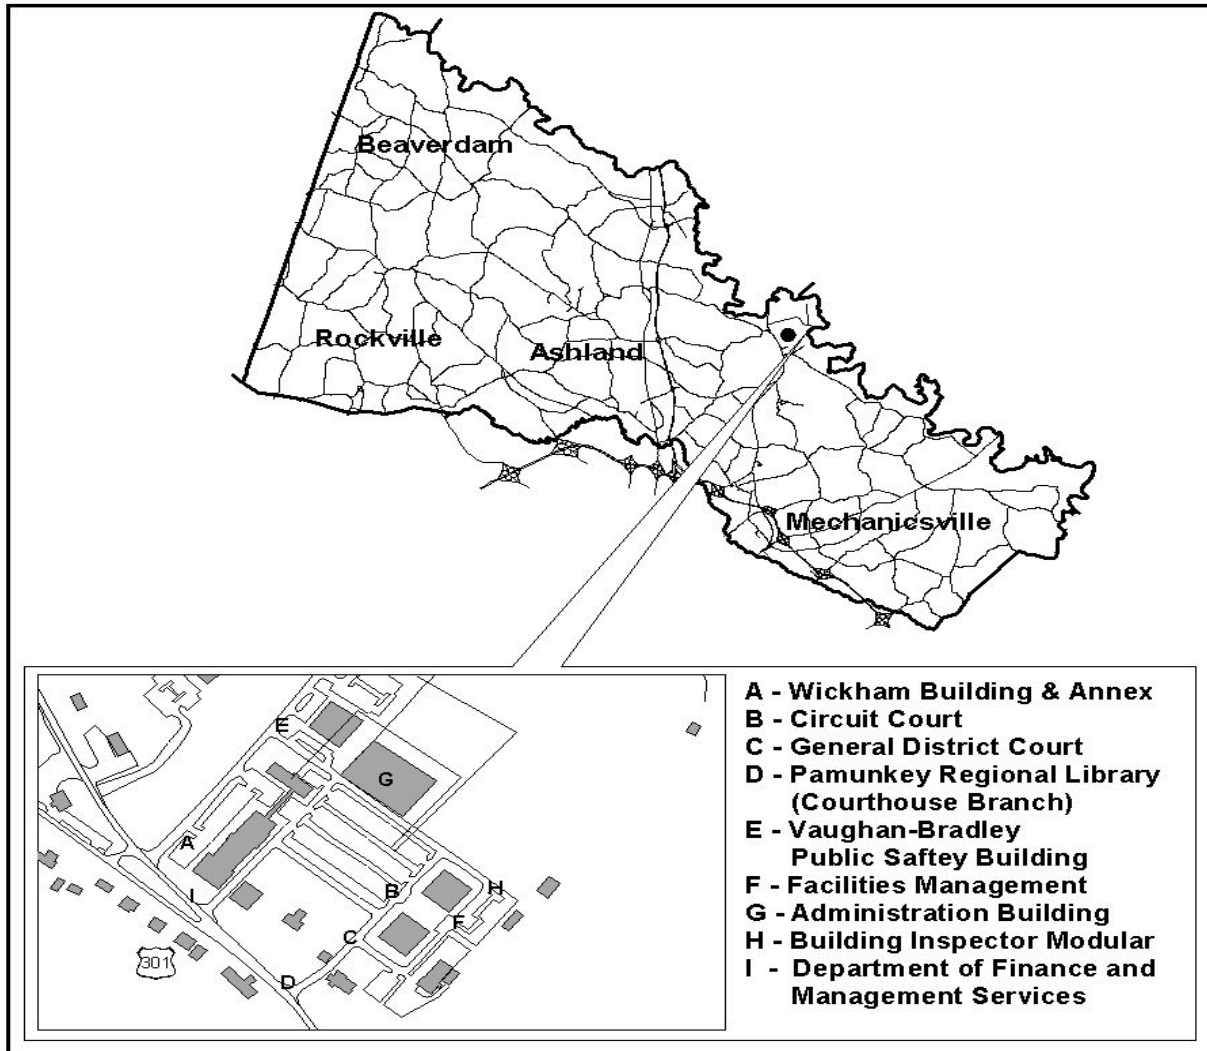 Beaverdam
Rockville
Ashland
Mechanicsville
E
G
A
I
B
H
C
F
D
301
A - Wickham Building & Annex
B - Circuit Court
C - General District Court
D - Pamunkey Regional Library
(Courthouse Branch)
E - Vaughan-Bradley
Public Saftey Building
F - Facilities Management
G - Administration Building
H - Building Inspector Modular
I - Department of Finance and
Management Services